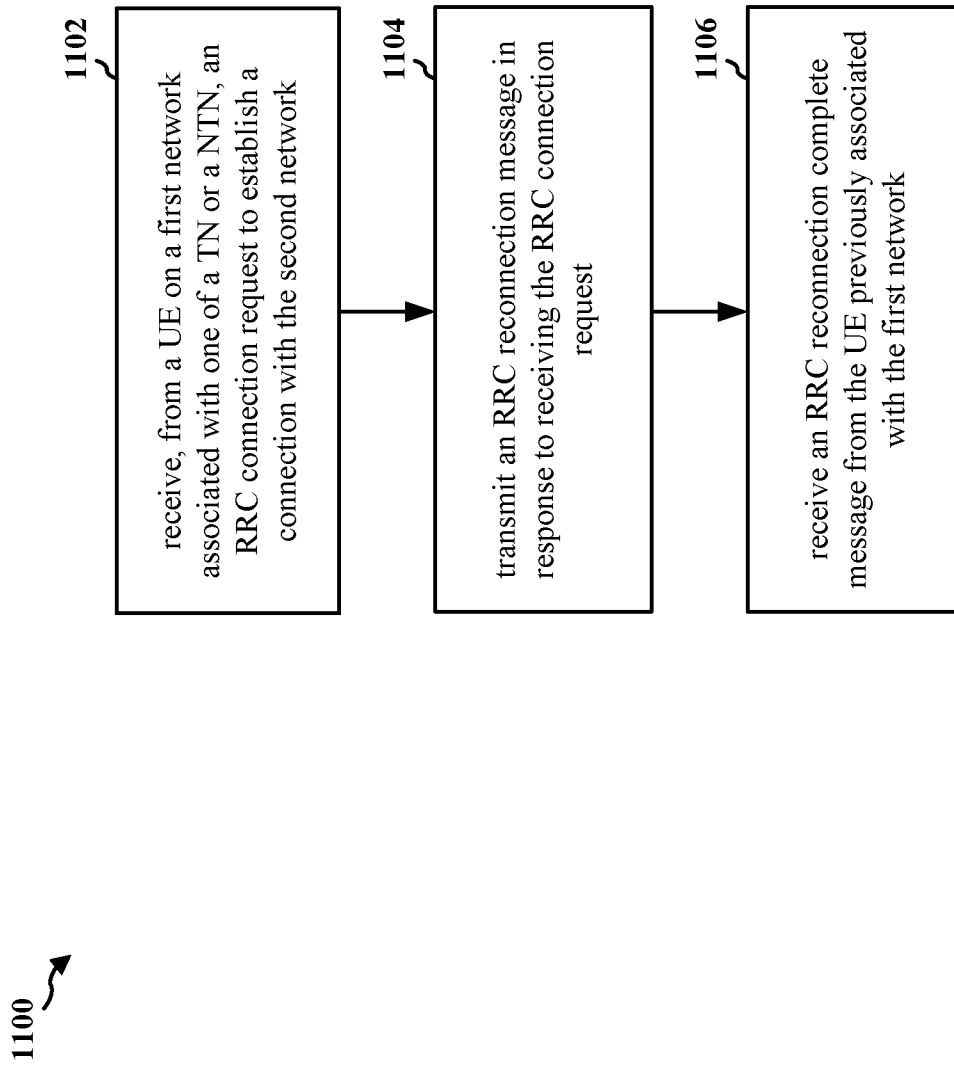 1100
1102
receive, from a UE on a first network
associated with one of a TN or a NTN, an
RRC connection request to establish a
connection with the second network
1104
transmit an RRC reconnection message in
response to receiving the RRC connection
request
1106
receive an RRC reconnection complete
message from the UE previously associated
with the first network